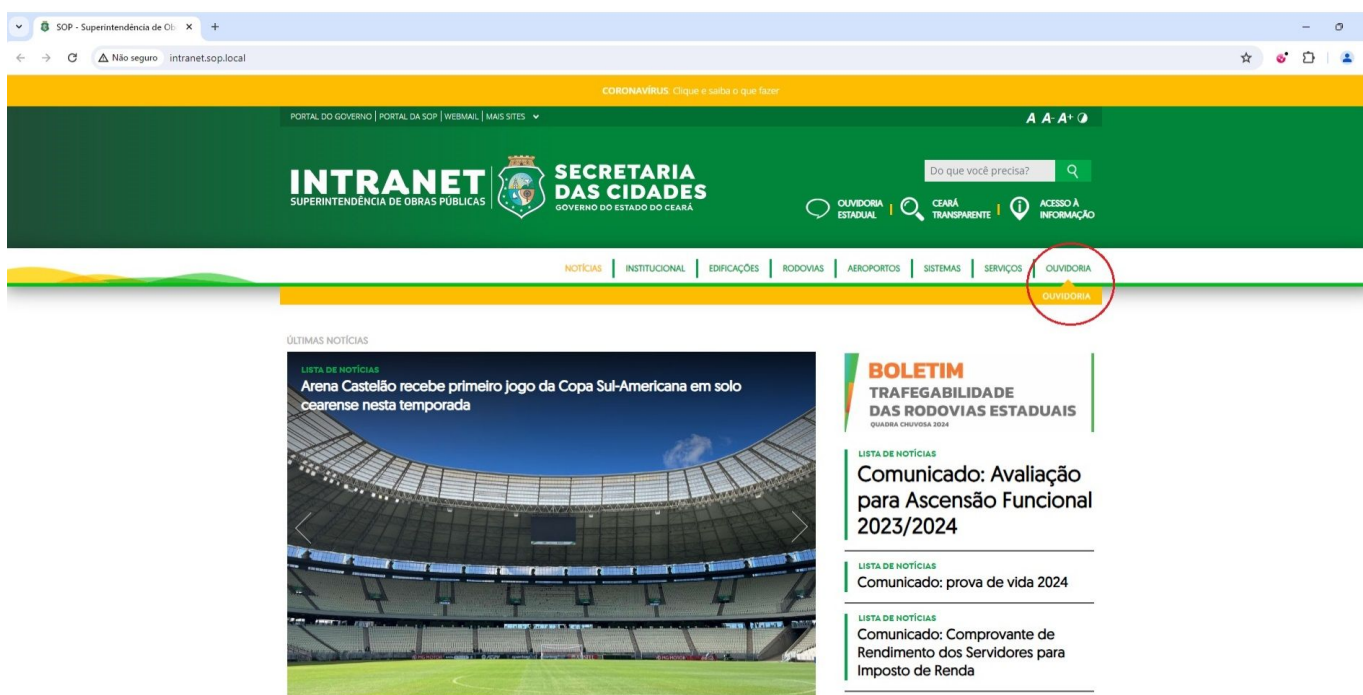 SOP - Superintendência de Ob
Não seguro intranet.sop.local
CORONAVÍRUS: Clique e saiba o que fazer
PORTAL DO GOVERNO | PORTAL DA SOP | WEBMAIL | MAIS SITES
A A- A+
INTRANET
SUPERINTENDÊNCIA DE OBRAS PÚBLICAS
SECRETARIA
DAS CIDADES
GOVERNO DO ESTADO DO CEARÁ
Do que você precisa?
OUVIDORIA
ESTADUAL
CEARÁ
TRANSPARENTE
ACESSO À
INFORMAÇÃO
NOTÍCIAS | INSTITUCIONAL | EDIFICAÇÕES | RODOVIAS | AEROPORTOS | SISTEMAS | SERVIÇOS | OUVIDORIA
OUVIDORIA
ÚLTIMAS NOTÍCIAS
LISTA DE NOTÍCIAS
Arena Castelão recebe primeiro jogo da Copa Sul-Americana em solo
cearense nesta temporada
BOLETIM
TRAFEGABILIDADE
DAS RODOVIAS ESTADUAIS
QUADRA CHUVOSA 2024
LISTA DE NOTÍCIAS
Comunicado: Avaliação
para Ascensão Funcional
2023/2024
LISTA DE NOTÍCIAS
Comunicado: prova de vida 2024
LISTA DE NOTÍCIAS
Comunicado: Comprovante de
Rendimento dos Servidores para
Imposto de Renda